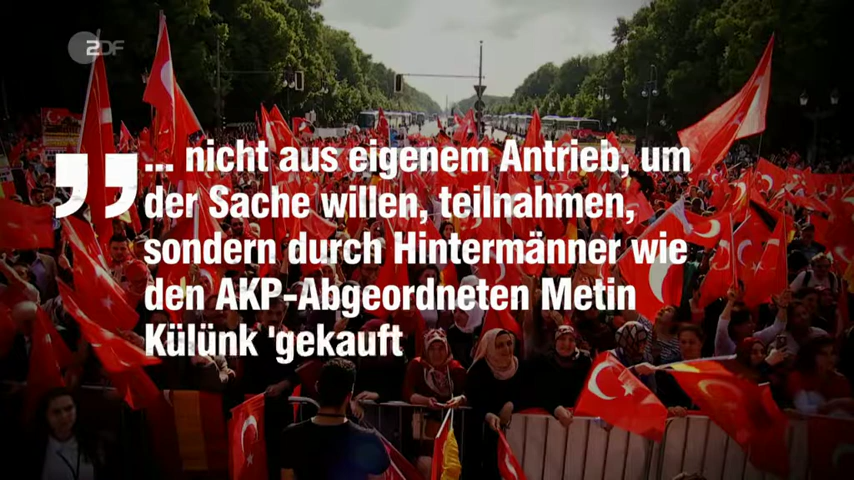 ZDF
„... nicht aus eigenem Antrieb, um
der Sache willen, teilnahmen,
sondern durch Hintermänner wie
den AKP-Abgeordneten Metin
Külünk 'gekauft